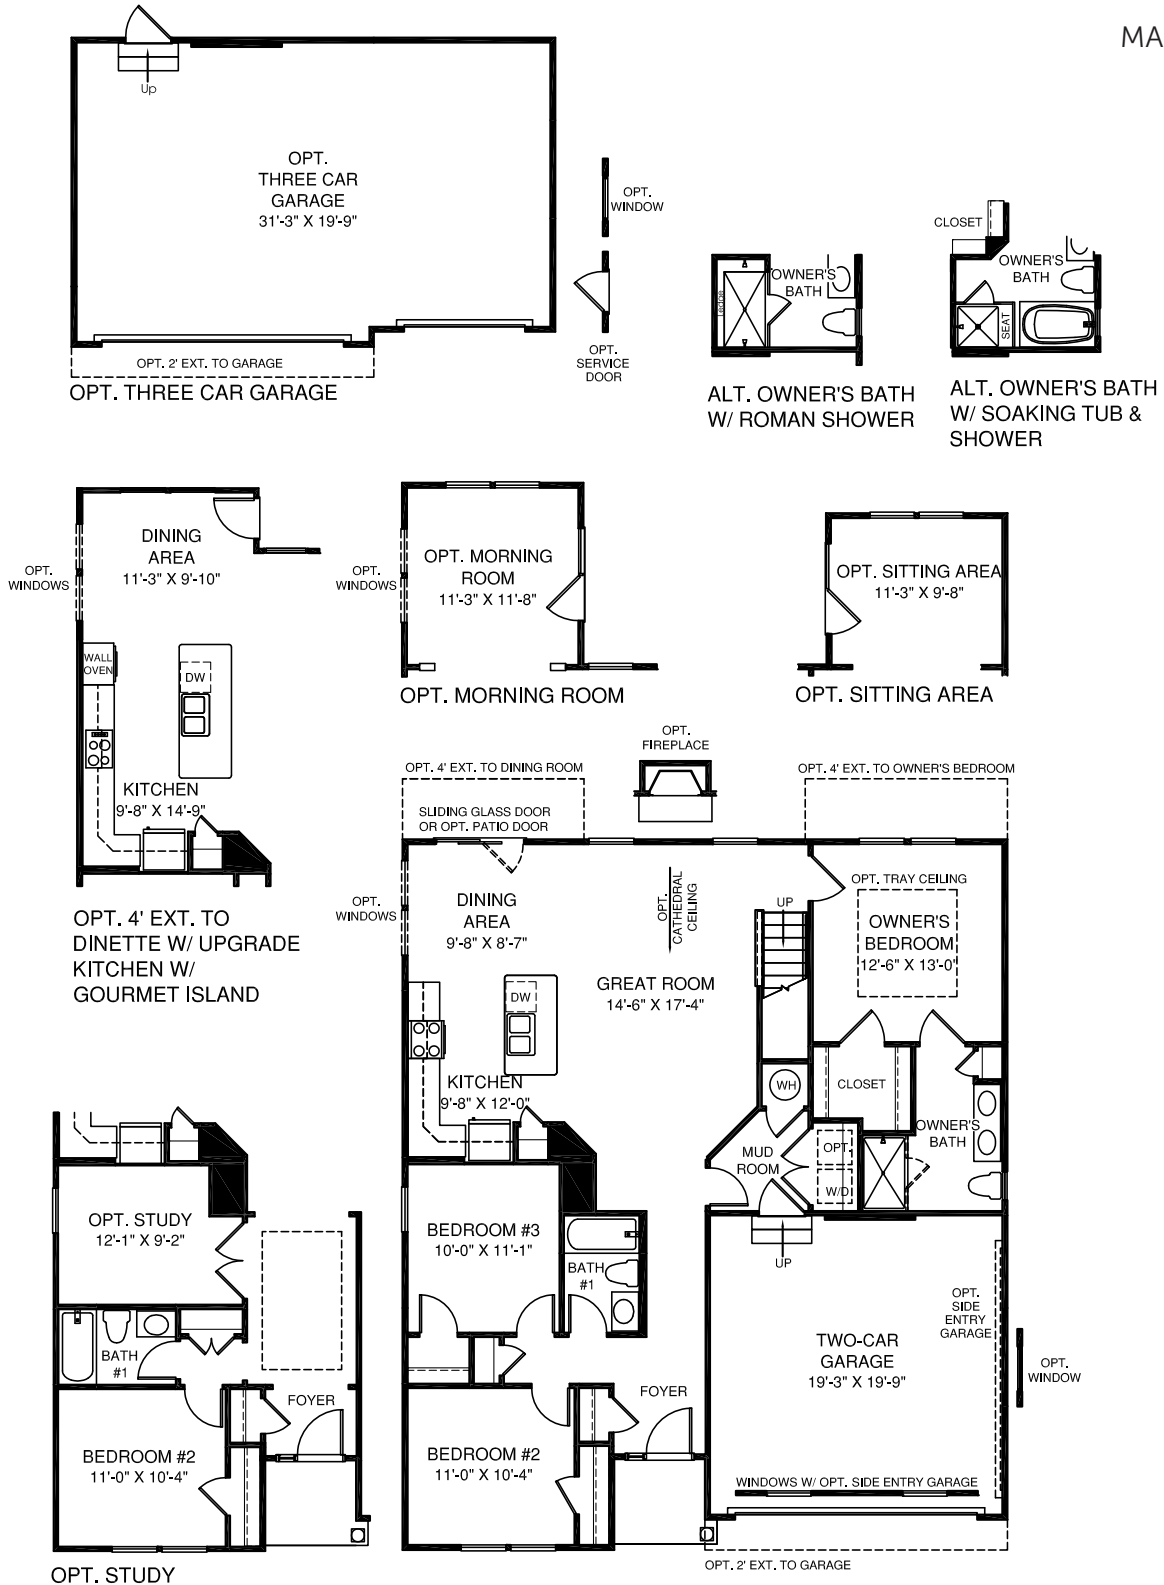 MA
Up
OPT.
THREE CAR
GARAGE
31'-3" X 19'-9"
OPT. 2' EXT. TO GARAGE
OPT. THREE CAR GARAGE
OPT.
WINDOW
OPT.
SERVICE
DOOR
Ledge
OWNER'S
BATH
ALT. OWNER'S BATH
W/ ROMAN SHOWER
CLOSET
OWNER'S
BATH
SEAT
ALT. OWNER'S BATH
W/ SOAKING TUB &
SHOWER
DINING
AREA
11'-3" X 9'-10"
OPT.
WINDOWS
WALL
OVEN
DW
KITCHEN
9'-8" X 14'-9"
OPT. 4' EXT. TO
DINETTE W/ UPGRADE
KITCHEN W/
GOURMET ISLAND
OPT. MORNING
ROOM
11'-3" X 11'-8"
OPT.
WINDOWS
OPT. MORNING ROOM
OPT. SITTING AREA
11'-3" X 9'-8"
OPT. SITTING AREA
OPT.
FIREPLACE
OPT. 4' EXT. TO DINING ROOM
OPT. 4' EXT. TO OWNER'S BEDROOM
SLIDING GLASS DOOR
OR OPT. PATIO DOOR
OPT.
WINDOWS
DINING
AREA
9'-8" X 8'-7"
OPT.
CATHEDRAL
CEILING
UP
OPT. TRAY CEILING
OWNER'S
BEDROOM
12'-6" X 13'-0"
GREAT ROOM
14'-6" X 17'-4"
DW
KITCHEN
9'-8" X 12'-0"
WH
CLOSET
OWNER'S
BATH
MUD
ROOM
OPT.
W/D
BEDROOM #3
10'-0" X 11'-1"
BATH
#1
UP
OPT.
SIDE
ENTRY
GARAGE
TWO-CAR
GARAGE
19'-3" X 19'-9"
OPT.
WINDOW
FOYER
BEDROOM #2
11'-0" X 10'-4"
WINDOWS W/ OPT. SIDE ENTRY GARAGE
OPT. 2' EXT. TO GARAGE
OPT. STUDY
12'-1" X 9'-2"
BATH
#1
FOYER
BEDROOM #2
11'-0" X 10'-4"
OPT. STUDY